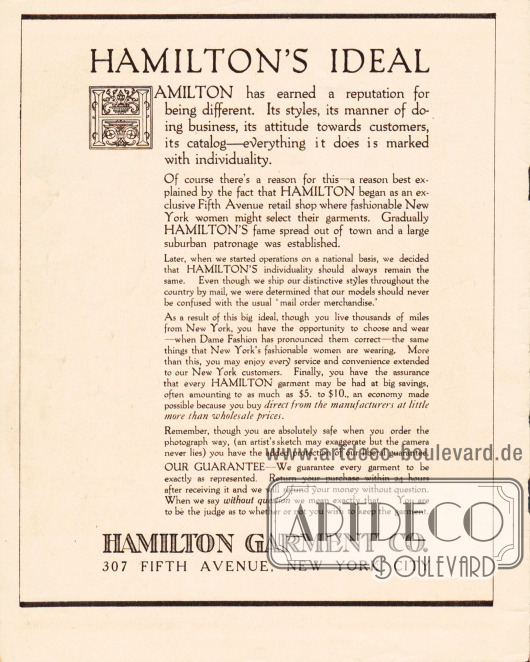 HAMILTON'S IDEAL
HAMILTON has earned a reputation for
being different. Its styles, its manner of do-
ing business, its attitude towards customers,
its catalog—everything it does is marked
with individuality.
Of course there's a reason for this—a reason best ex-
plained by the fact that HAMILTON began as an ex-
clusive Fifth Avenue retail shop where fashionable New
York women might select their garments. Gradually
HAMILTON'S fame spread out of town and a large
suburban patronage was established.
Later, when we started operations on a national basis, we decided
that HAMILTON'S individuality should always remain the
same. Even though we ship our distinctive styles throughout the
country by mail, we were determined that our models should never
be confused with the usual 'mail order merchandise.'
As a result of this big ideal, though you live thousands of miles
from New York, you have the opportunity to choose and wear
—when Dame Fashion has pronounced them correct—the same
things that New York's fashionable women are wearing. More
than this, you may enjoy every service and convenience extended
to our New York customers. Finally, you have the assurance
that every HAMILTON garment may be had at big savings,
often amounting to as much as $5. to $10., an economy made
possible because you buy direct from the manufacturers at little
more than wholesale prices.
Remember, though you are absolutely safe when you order the
photograph way, (an artist's sketch may exaggerate but the camera
never lies) you have the added protection of our liberal guarantee.
www.artdeco-boulevard.de
OUR GUARANTEE—We guarantee every garment to be
exactly as represented. Return your purchase within 24 hours
after receiving it and we will refund your money without question.
When we say without question we mean exactly that. You are
to be the judge as to whether or not you wish to keep the garment.
ARTDECO
BOULEVARD
HAMILTON GARMENT CO.
307 FIFTH AVENUE, NEW YORK CITY